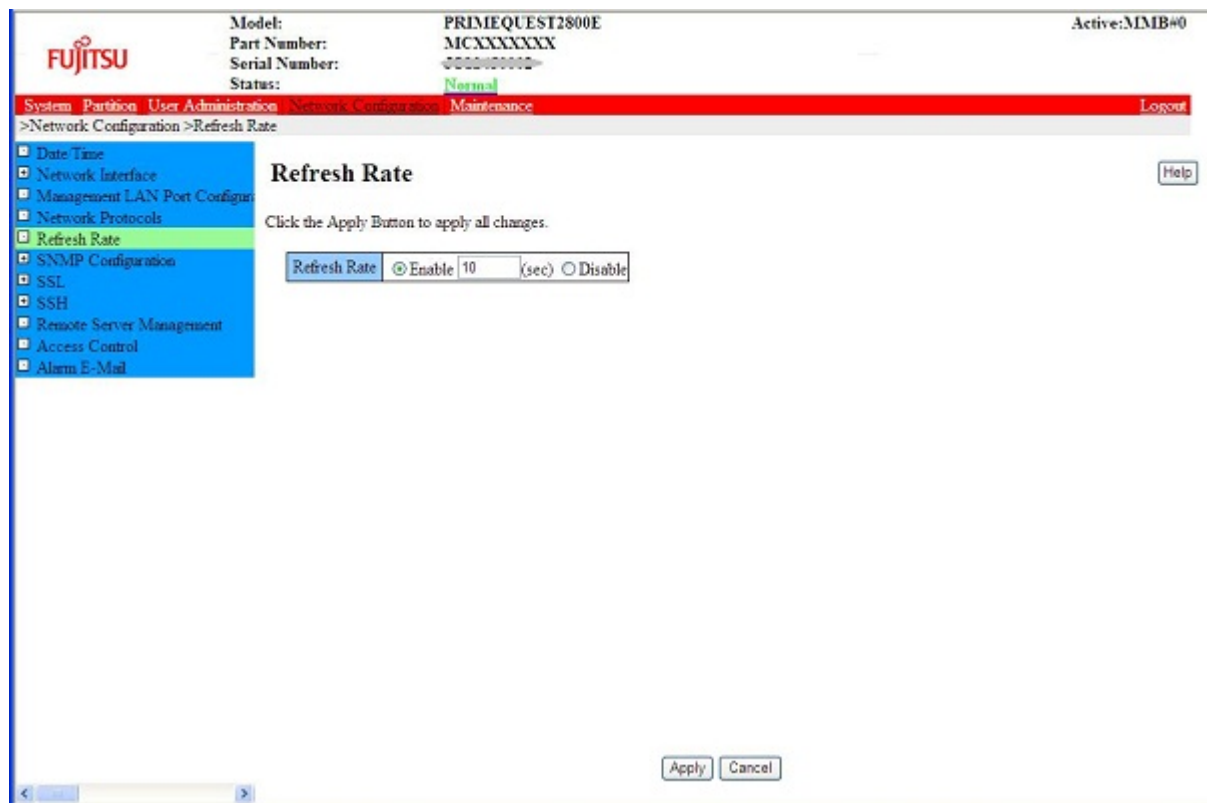 FUJITSU
Model: PRIMEQUEST2800E Active:MMB#0
Part Number: MCXXXXXXX
Serial Number:
Status: Normal
System Partition User Administration Network Configuration Maintenance Logout
>Network Configuration >Refresh Rate
Date/Time
Network Interface
Management LAN Port Configura
Network Protocols
Refresh Rate
SNMP Configuration
SSL
SSH
Remote Server Management
Access Control
Alarm E-Mail
Refresh Rate
Help
Click the Apply Button to apply all changes.
Refresh Rate Enable 10 (sec) Disable
Apply Cancel